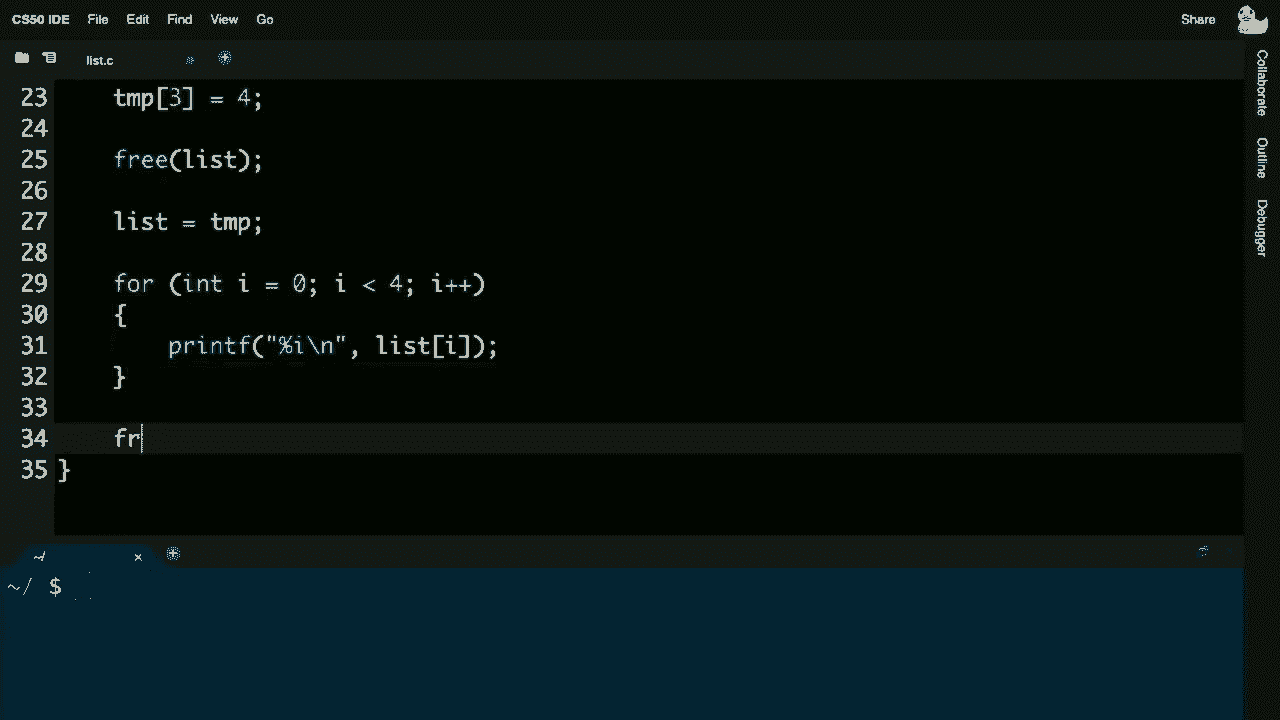 CS50 IDE File Edit Find View Go Share
list.c
23 tmp[3] = 4;
24
25 free(list);
26
27 list = tmp;
28
29 for (int i = 0; i < 4; i++)
30 {
31 printf("%i\n", list[i]);
32 }
33
34 fr
35 }
~/
~/ $
Collaborate
Outline
Debugger